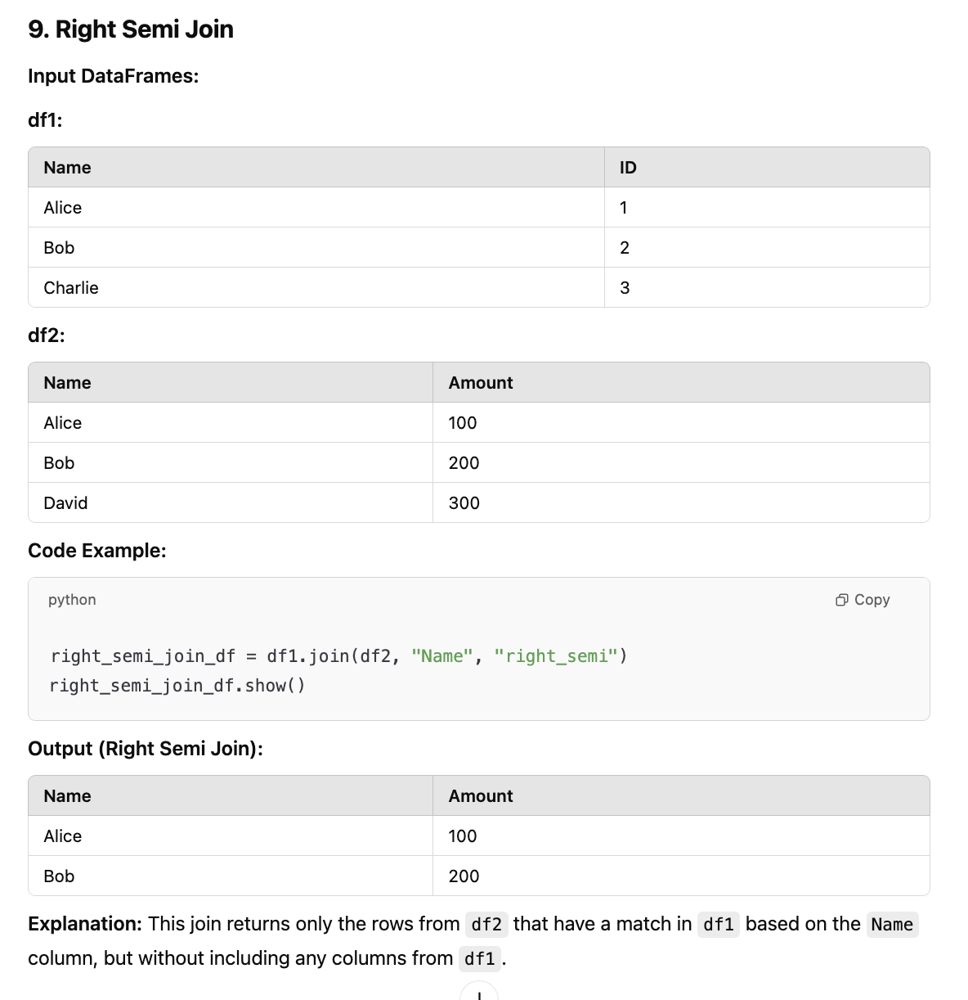 9. Right Semi Join
Input DataFrames:
df1:
Name ID
Alice 1
Bob 2
Charlie 3
df2:
Name Amount
Alice 100
Bob 200
David 300
Code Example:
python Copy
right_semi_join_df = df1.join(df2, "Name", "right_semi")
right_semi_join_df.show()
Output (Right Semi Join):
Name Amount
Alice 100
Bob 200
Explanation: This join returns only the rows from df2 that have a match in df1 based on the Name
column, but without including any columns from df1.